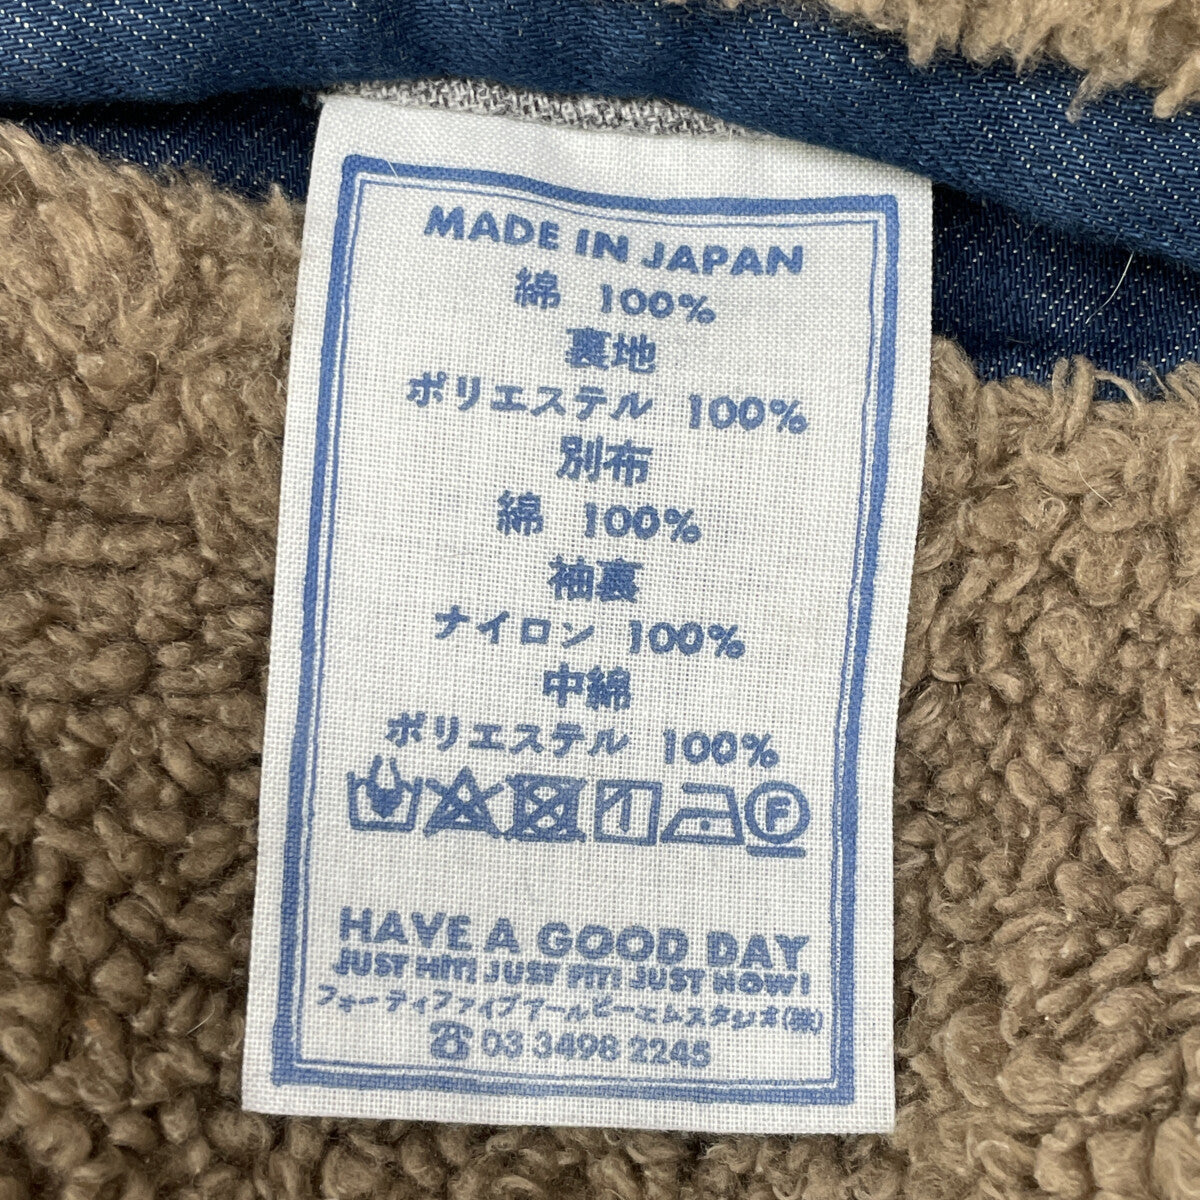 MADE IN JAPAN
綿 100%
裏地
ポリエステル 100%
別布
綿 100%
袖裏
ナイロン 100%
中綿
ポリエステル 100%
F
HAVE A GOOD DAY
JUST HIT! JUST FIT! JUST NOW!
フォーティファイブアールピーエムスタジオ(株)
☎ 03 3498 2245